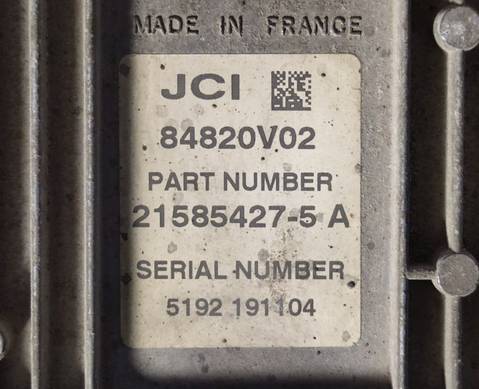 MADE IN FRANCE
JCI
84820V02
PART NUMBER
21585427-5 A
SERIAL NUMBER
5192 191104